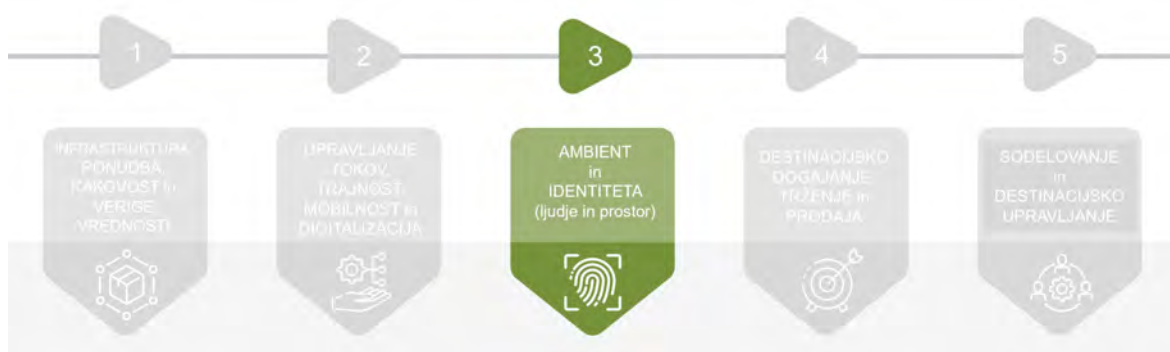 1
2
3
4
5
INFRASTRUKTURA
PONUDBA,
KAKOVOST in
VERIGE
VREDNOSTI
UPRAVLJANJE
TOKOV,
TRAJNOST,
MOBILNOST in
DIGITALIZACIJA
AMBIENT
in
IDENTITETA
(ljudje in prostor)
DESTINACIJSKO
DOGAJANJE,
TRŽENJE in
PRODAJA
SODELOVANJE
in
DESTINACIJSKO
UPRAVLJANJE